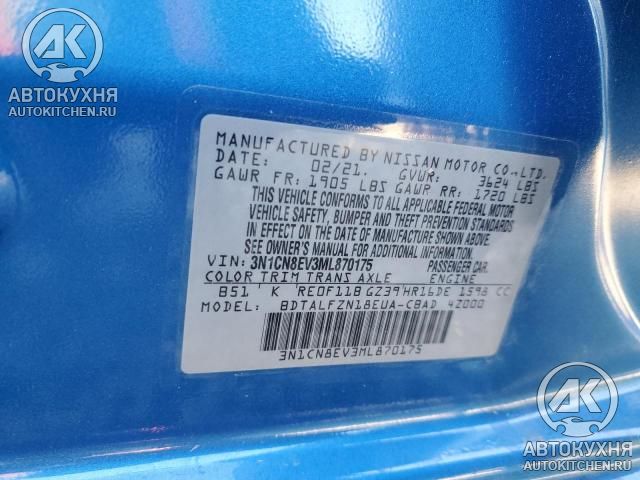 АК
АВТОКУХНЯ
AUTOKITCHEN.RU
MANUFACTURED BY NISSAN MOTOR CO.,LTD.
DATE: 02/21. GVWR: 3624 LBS
GAWR FR: 1905 LBS GAWR RR: 1720 LBS
THIS VEHICLE CONFORMS TO ALL APPLICABLE FEDERAL MOTOR
VEHICLE SAFETY, BUMPER AND THEFT PREVENTION STANDARDS
IN EFFECT ON THE DATE OF MANUFACTURE SHOWN ABOVE.
SEE OWNER'S MANUAL FOR ADDITIONAL INFORMATION.
VIN: 3N1CN8EV3ML870175 PASSENGER CAR.
COLOR TRIM TRANS AXLE ENGINE
B51 K RE0F11B GZ39 HR16DE 1598 CC
MODEL: BDTALFZN18EUA-CBAD 4Z000
3N1CN8EV3ML870175
АК
АВТОКУХНЯ
AUTOKITCHEN.RU